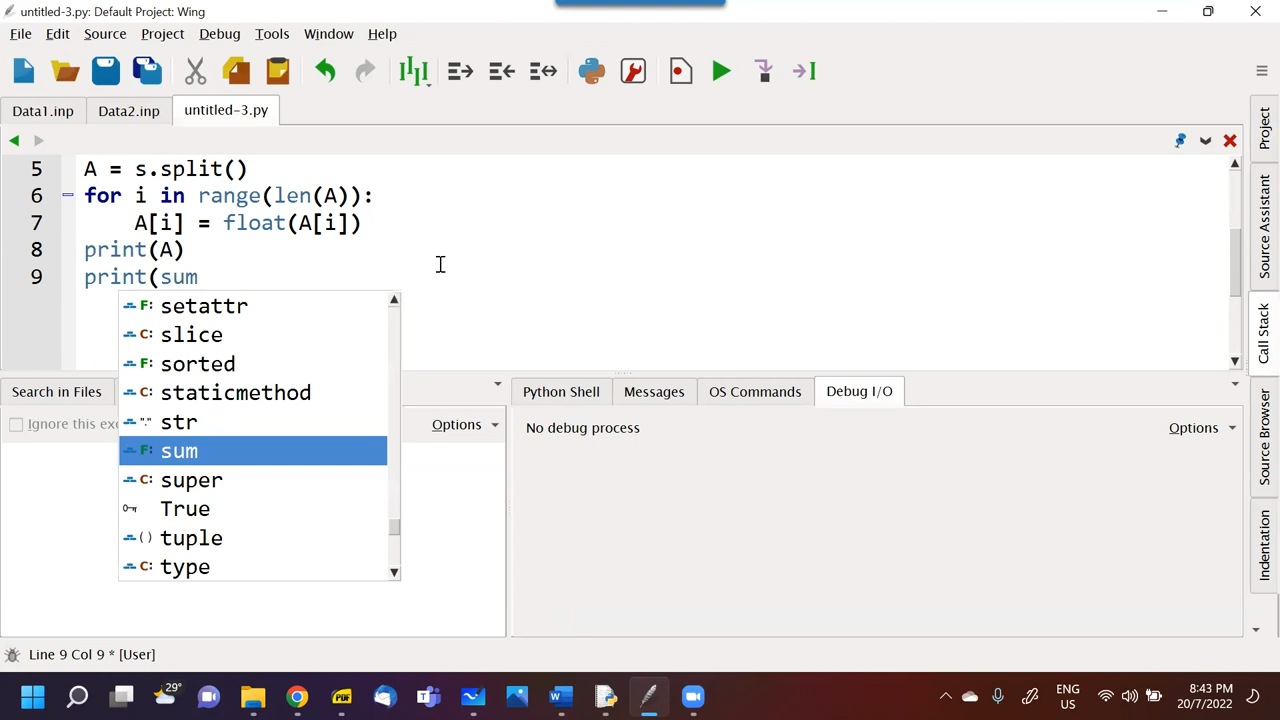 untitled-3.py: Default Project: Wing
File Edit Source Project Debug Tools Window Help
Data1.inp Data2.inp untitled-3.py
5 A = s.split()
6 for i in range(len(A)):
7 A[i] = float(A[i])
8 print(A)
9 print(sum
F: setattr
C: slice
F: sorted
C: staticmethod
"." str
F: sum
C: super
True
() tuple
C: type
Search in Files
Ignore this exc
Options
Python Shell Messages OS Commands Debug I/O
No debug process
Options
Project
Source Assistant
Call Stack
Source Browser
Indentation
Line 9 Col 9 * [User]
29°
PDF
ENG
US
8:43 PM
20/7/2022